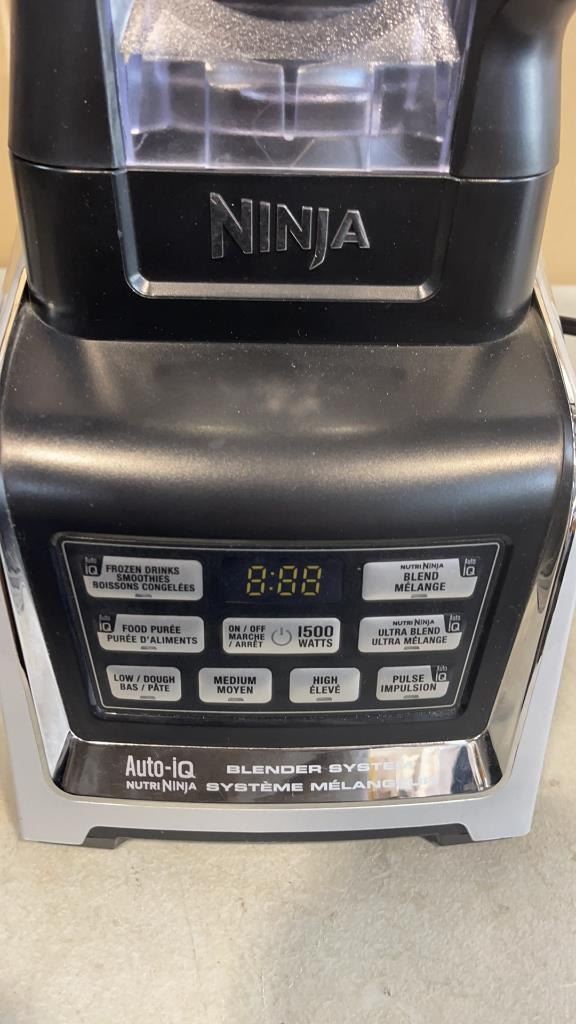 NINJA
Auto iQ
FROZEN DRINKS
SMOOTHIES
BOISSONS CONGELÉES
8:88
NUTRI NINJA
Auto iQ
BLEND
MÉLANGE
Auto iQ
FOOD PURÉE
PURÉE D'ALIMENTS
ON / OFF
MARCHE
/ ARRÊT
1500
WATTS
NUTRI NINJA
Auto iQ
ULTRA BLEND
ULTRA MÉLANGE
LOW / DOUGH
BAS / PÂTE
MEDIUM
MOYEN
HIGH
ÉLEVÉ
Auto iQ
PULSE
IMPULSION
Auto-iQ
NUTRI NINJA
BLENDER SYSTEM
SYSTÈME MÉLANGEUR